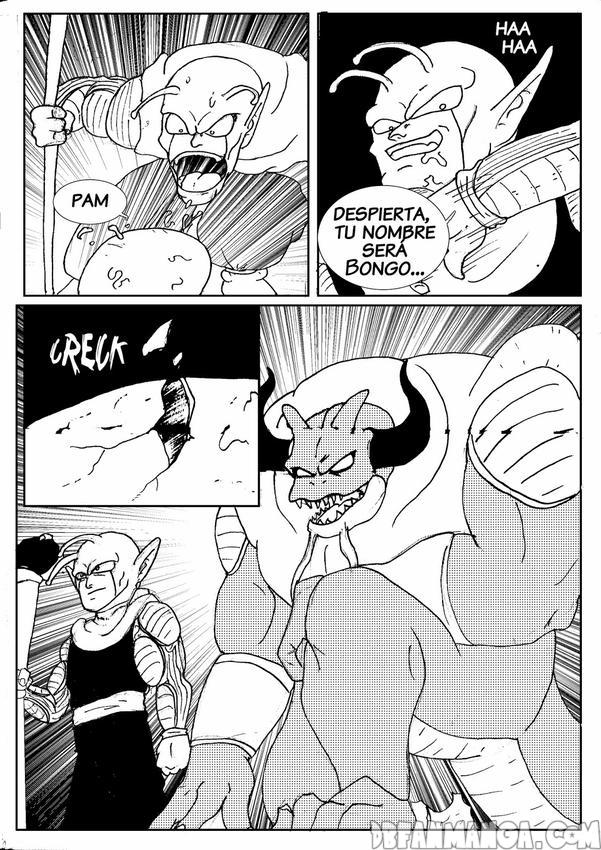 PAM
HAA
HAA
DESPIERTA,
TU NOMBRE
SERÁ
BONGO...
CRECK
DBFANMANGA.COM